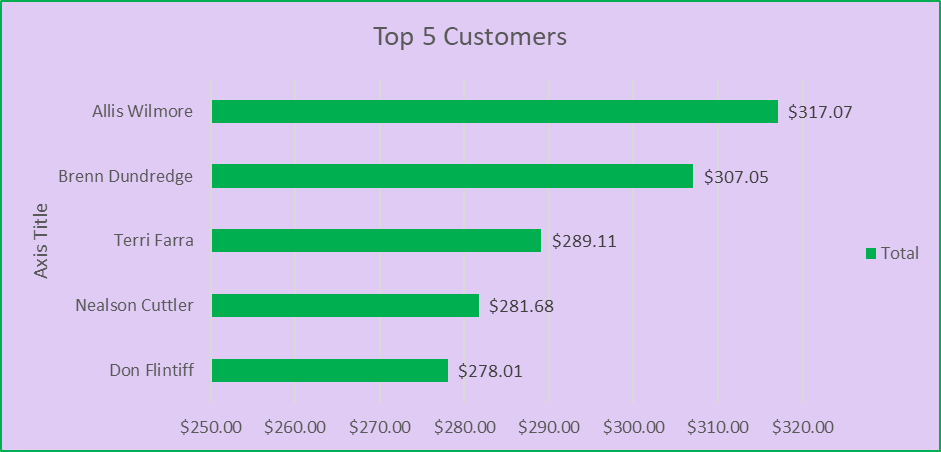 Top 5 Customers
Allis Wilmore
$317.07
Brenn Dundredge
$307.05
Axis Title
Terri Farra
$289.11
Total
Nealson Cuttler
$281.68
Don Flintiff
$278.01
$250.00 $260.00 $270.00 $280.00 $290.00 $300.00 $310.00 $320.00